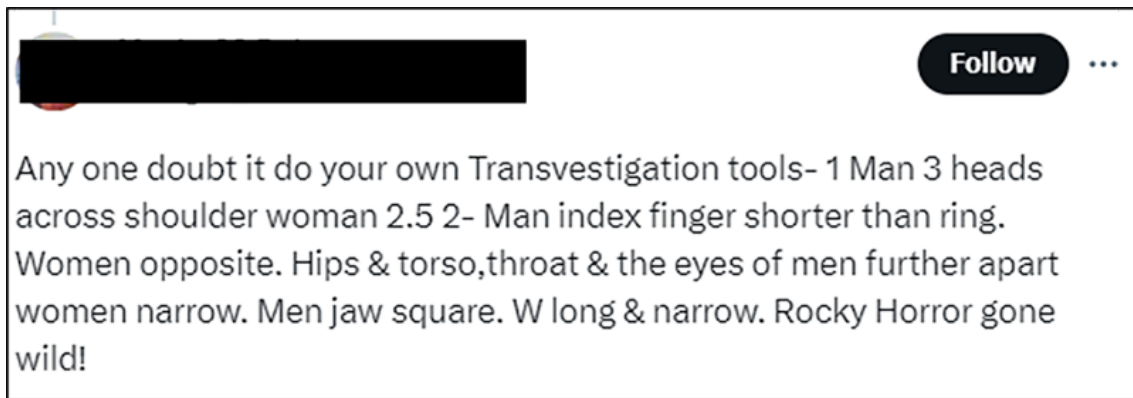 Follow
Any one doubt it do your own Transvestigation tools- 1 Man 3 heads
across shoulder woman 2.5 2- Man index finger shorter than ring.
Women opposite. Hips & torso,throat & the eyes of men further apart
women narrow. Men jaw square. W long & narrow. Rocky Horror gone
wild!